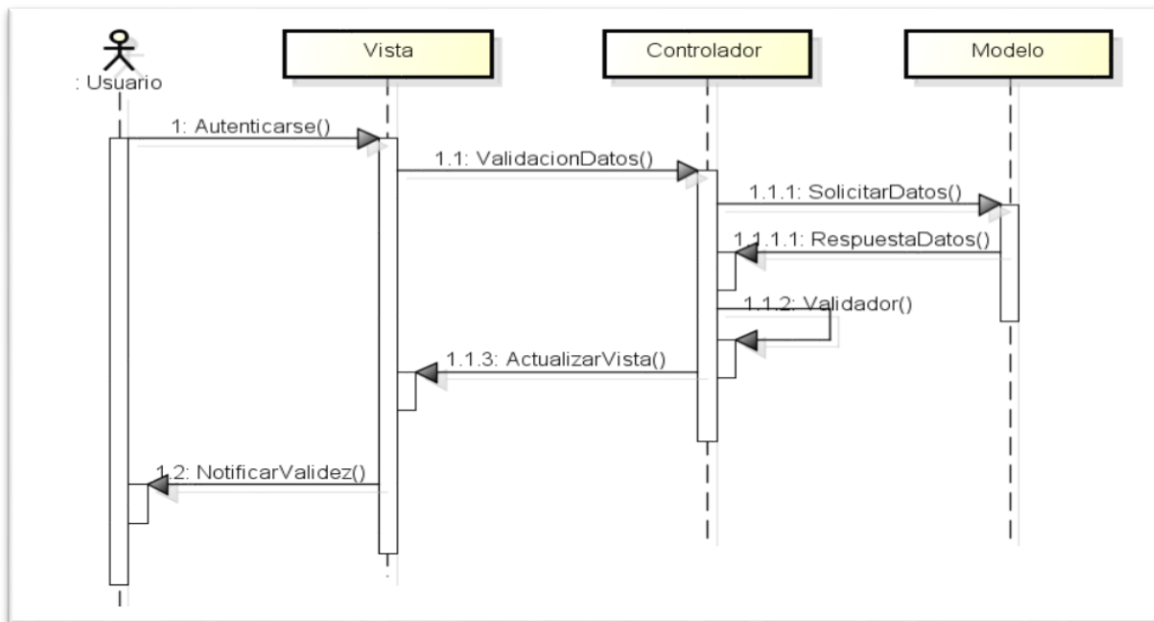 : Usuario
Vista
Controlador
Modelo
1: Autenticarse()
1.1: ValidacionDatos()
1.1.1: SolicitarDatos()
1.1.1.1: RespuestaDatos()
1.1.2: Validador()
1.1.3: ActualizarVista()
1.2: NotificarValidez()